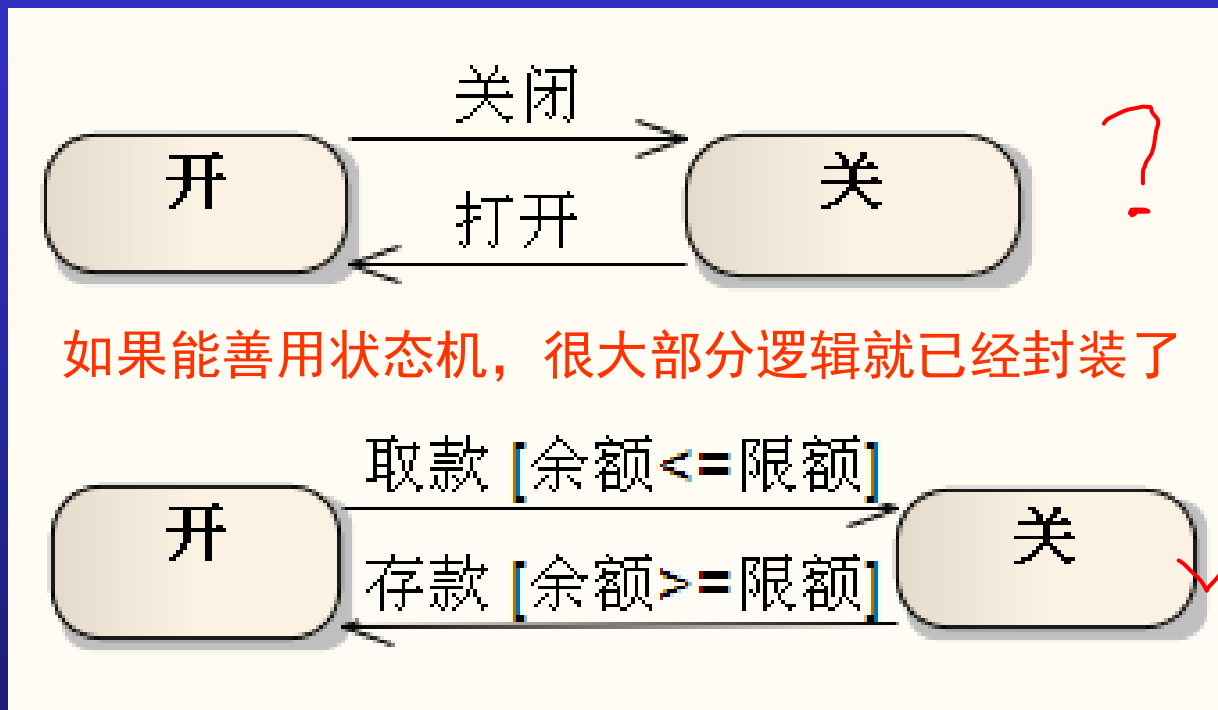 关闭
开
关
?
打开
如果能善用状态机，很大部分逻辑就已经封装了
取款 [余额<=限额]
开
关
存款 [余额>=限额]